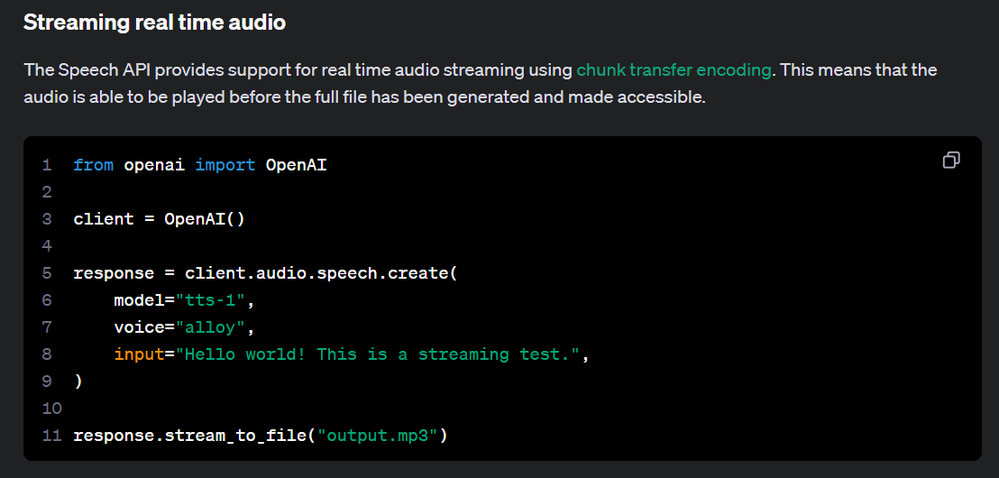 Streaming real time audio
The Speech API provides support for real time audio streaming using chunk transfer encoding. This means that the
audio is able to be played before the full file has been generated and made accessible.
1 from openai import OpenAI
2
3 client = OpenAI()
4
5 response = client.audio.speech.create(
6     model="tts-1",
7     voice="alloy",
8     input="Hello world! This is a streaming test.",
9 )
10
11 response.stream_to_file("output.mp3")